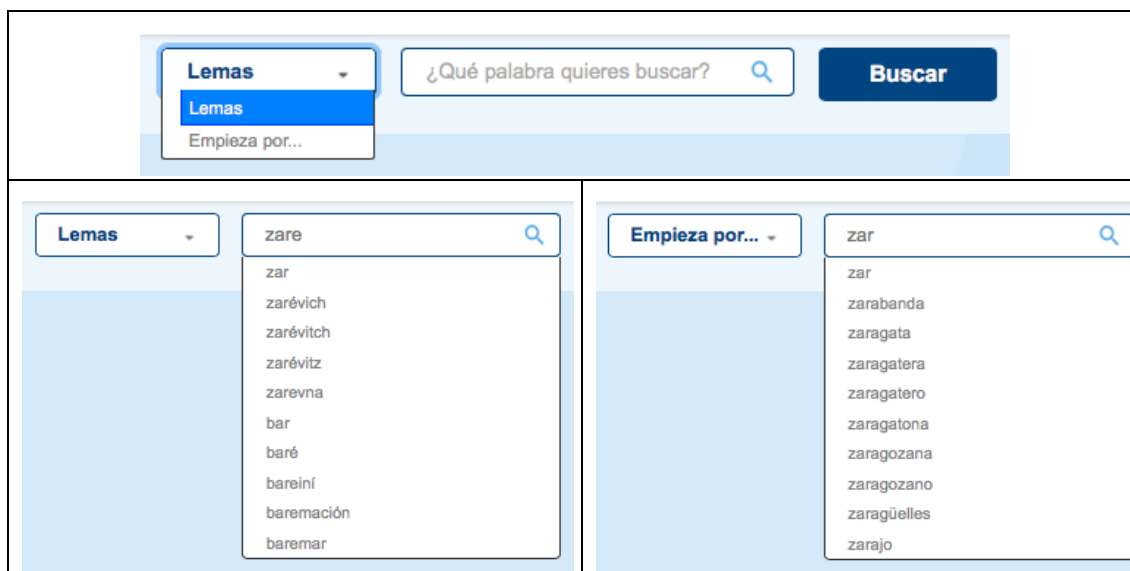 Lemas
¿Qué palabra quieres buscar?
Buscar
Lemas
Empieza por...
Lemas
zare
zar
zarévich
zarévitch
zarévitz
zarevna
bar
baré
bareiní
baremación
baremar
Empieza por...
zar
zar
zarabanda
zaragata
zaragatera
zaragatero
zaragatona
zaragozana
zaragozano
zaragüelles
zarajo